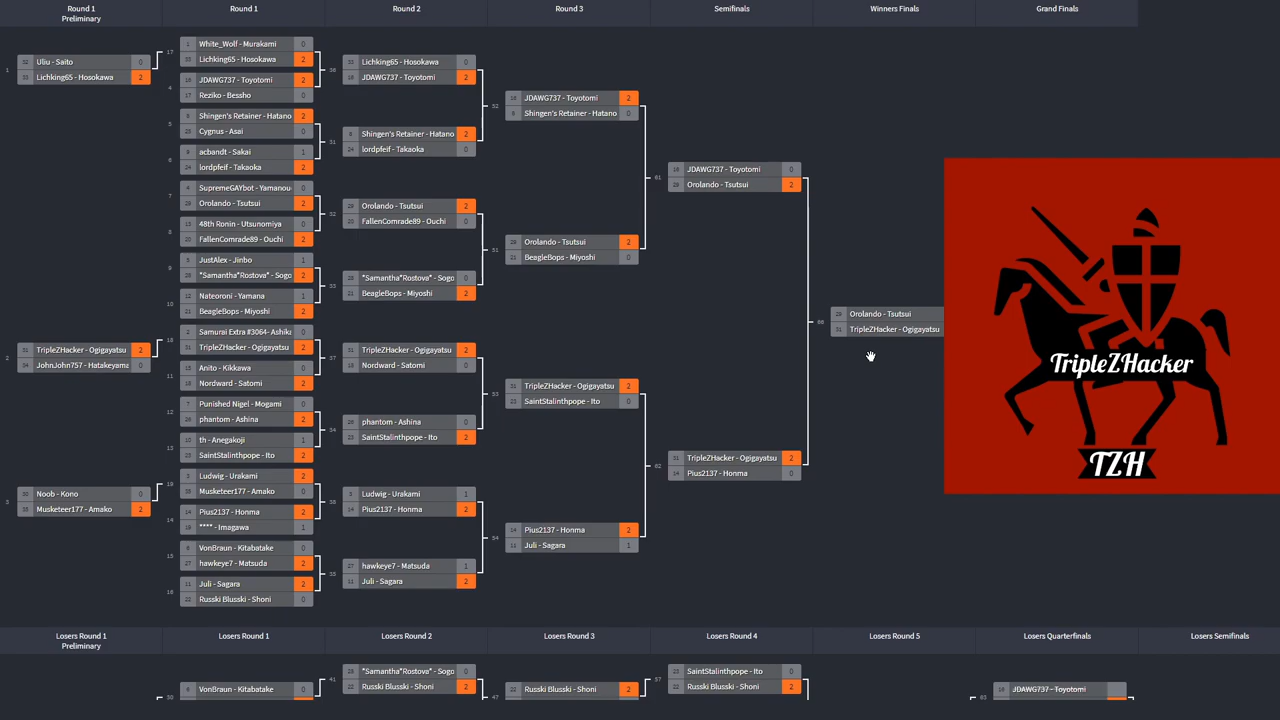 Round 1 Preliminary
Round 1
Round 2
Round 3
Semifinals
Winners Finals
Grand Finals
Uliu - Saito 0
Lichking65 - Hosokawa 2
TripleZHacker - Ogigayatsu 2
JohnJohn757 - Hatakeyama 0
Noob - Kono 0
Musketeer177 - Amako 2
White_Wolf - Murakami 0
Lichking65 - Hosokawa 2
JDAWG737 - Toyotomi 2
Reziko - Bessho 0
Shingen's Retainer - Hatano 2
Cygnus - Asai 0
acbandt - Sakai 1
lordpfeif - Takaoka 2
SupremeGAYbot - Yamanou 0
Orolando - Tsutsui 2
48th Ronin - Utsunomiya 0
FallenComrade89 - Ouchi 2
JustAlex - Jinbo 1
*Samantha*Rostova* - Sogo 2
Nateoroni - Yamana 1
BeagleBops - Miyoshi 2
Samurai Extra #3064- Ashik 0
TripleZHacker - Ogigayatsu 2
Anito - Kikkawa 0
Nordward - Satomi 2
Punished Nigel - Mogami 0
phantom - Ashina 2
th - Anegakoji 1
SaintStalinthpope - Ito 2
Ludwig - Urakami 2
Musketeer177 - Amako 0
Pius2137 - Honma 2
**** - Imagawa 1
VonBraun - Kitabatake 0
hawkeye7 - Matsuda 2
Juli - Sagara 2
Russki Blusski - Shoni 0
Lichking65 - Hosokawa 0
JDAWG737 - Toyotomi 2
Shingen's Retainer - Hatano 2
lordpfeif - Takaoka 0
Orolando - Tsutsui 2
FallenComrade89 - Ouchi 0
*Samantha*Rostova* - Sogo 0
BeagleBops - Miyoshi 2
TripleZHacker - Ogigayatsu 2
Nordward - Satomi 0
phantom - Ashina 0
SaintStalinthpope - Ito 2
Ludwig - Urakami 1
Pius2137 - Honma 2
hawkeye7 - Matsuda 1
Juli - Sagara 2
JDAWG737 - Toyotomi 2
Shingen's Retainer - Hatano 0
Orolando - Tsutsui 2
BeagleBops - Miyoshi 0
TripleZHacker - Ogigayatsu 2
SaintStalinthpope - Ito 0
Pius2137 - Honma 2
Juli - Sagara 1
JDAWG737 - Toyotomi 0
Orolando - Tsutsui 2
TripleZHacker - Ogigayatsu 2
Pius2137 - Honma 0
Orolando - Tsutsui
TripleZHacker - Ogigayatsu
TripleZHacker
TZH
Losers Round 1 Preliminary
Losers Round 1
Losers Round 2
Losers Round 3
Losers Round 4
Losers Round 5
Losers Quarterfinals
Losers Semifinals
VonBraun - Kitabatake 0
*Samantha*Rostova* - Sogo 0
Russki Blusski - Shoni 2
Russki Blusski - Shoni 2
SaintStalinthpope - Ito 0
Russki Blusski - Shoni 2
JDAWG737 - Toyotomi